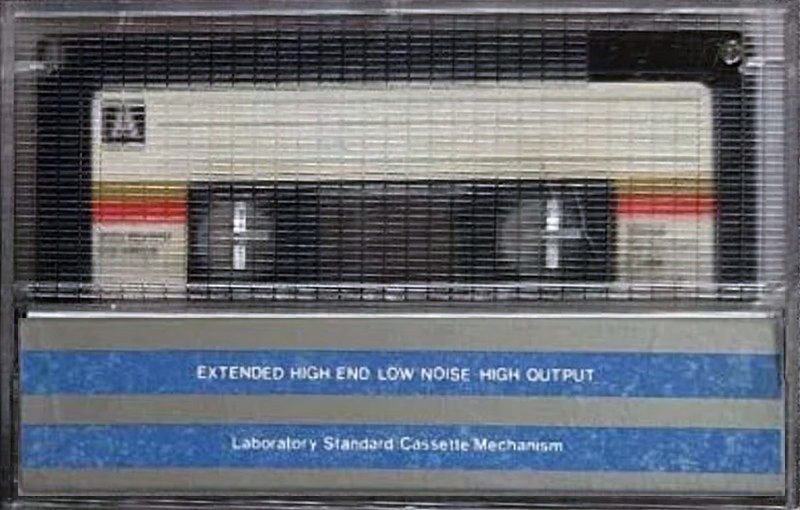 A
EXTENDED HIGH END LOW NOISE HIGH OUTPUT
Laboratory Standard Cassette Mechanism